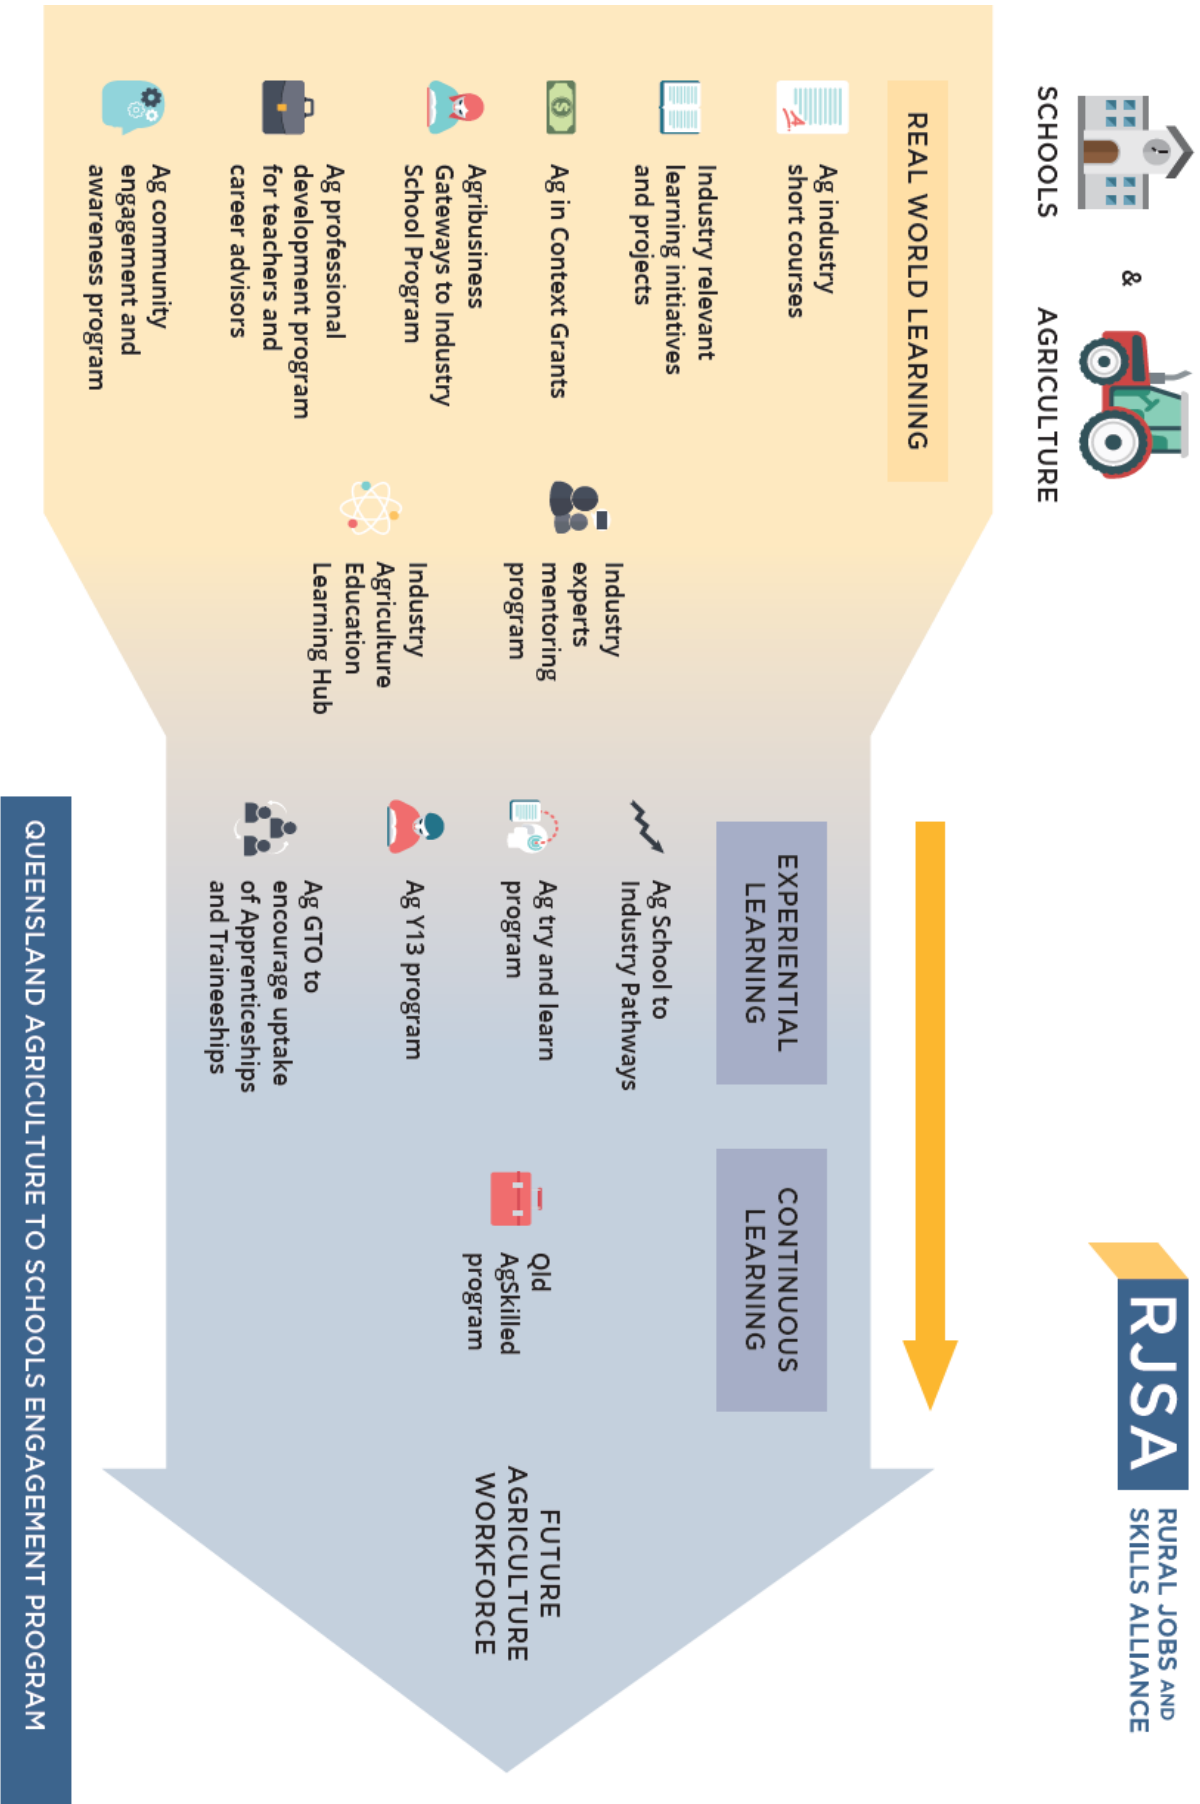 SCHOOLS
&
AGRICULTURE
RJSA
RURAL JOBS AND
SKILLS ALLIANCE
REAL WORLD LEARNING
Ag industry
short courses
Industry relevant
learning initiatives
and projects
Ag in Context Grants
Agribusiness
Gateways to Industry
School Program
Ag professional
development program
for teachers and
career advisors
Ag community
engagement and
awareness program
Industry
experts
mentoring
program
Industry
Agriculture
Education
Learning Hub
EXPERIENTIAL
LEARNING
Ag School to
Industry Pathways
Ag try and learn
program
Ag Y13 program
Ag GTO to
encourage uptake
of Apprenticeships
and Traineeships
CONTINUOUS
LEARNING
Qld
AgSkilled
program
FUTURE
AGRICULTURE
WORKFORCE
QUEENSLAND AGRICULTURE TO SCHOOLS ENGAGEMENT PROGRAM